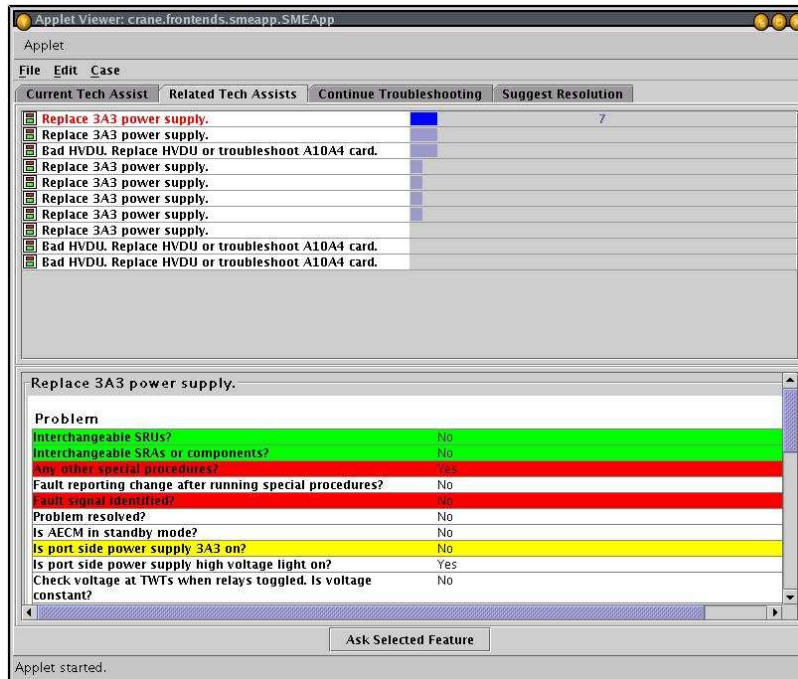 Applet Viewer: crane.frontends.smeapp.SMEApp
Applet
File Edit Case
Current Tech Assist Related Tech Assists Continue Troubleshooting Suggest Resolution
Replace 3A3 power supply. 7
Replace 3A3 power supply.
Bad HVDU. Replace HVDU or troubleshoot A10A4 card.
Replace 3A3 power supply.
Replace 3A3 power supply.
Replace 3A3 power supply.
Replace 3A3 power supply.
Replace 3A3 power supply.
Bad HVDU. Replace HVDU or troubleshoot A10A4 card.
Bad HVDU. Replace HVDU or troubleshoot A10A4 card.
Replace 3A3 power supply.
Problem
Interchangeable SRUs? No
Interchangeable SRAs or components? No
Any other special procedures? Yes
Fault reporting change after running special procedures? No
Fault signal identified? No
Problem resolved? No
Is AECM in standby mode? No
Is port side power supply 3A3 on? No
Is port side power supply high voltage light on? Yes
Check voltage at TWTs when relays toggled. Is voltage No
constant?
Ask Selected Feature
Applet started.